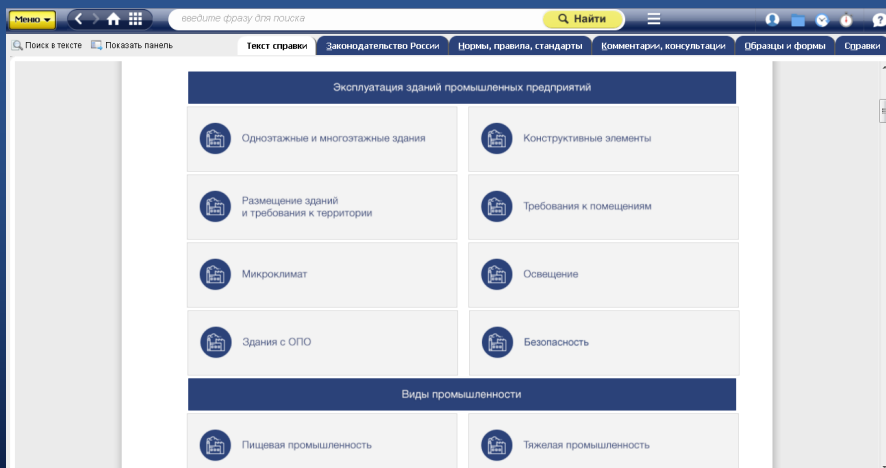 Меню
введите фразу для поиска
Найти
Поиск в тексте
Показать панель
Текст справки
Законодательство России
Нормы, правила, стандарты
Комментарии, консультации
Образцы и формы
Справки
Эксплуатация зданий промышленных предприятий
Одноэтажные и многоэтажные здания
Конструктивные элементы
Размещение зданий
и требования к территории
Требования к помещениям
Микроклимат
Освещение
Здания с ОПО
Безопасность
Виды промышленности
Пищевая промышленность
Тяжелая промышленность